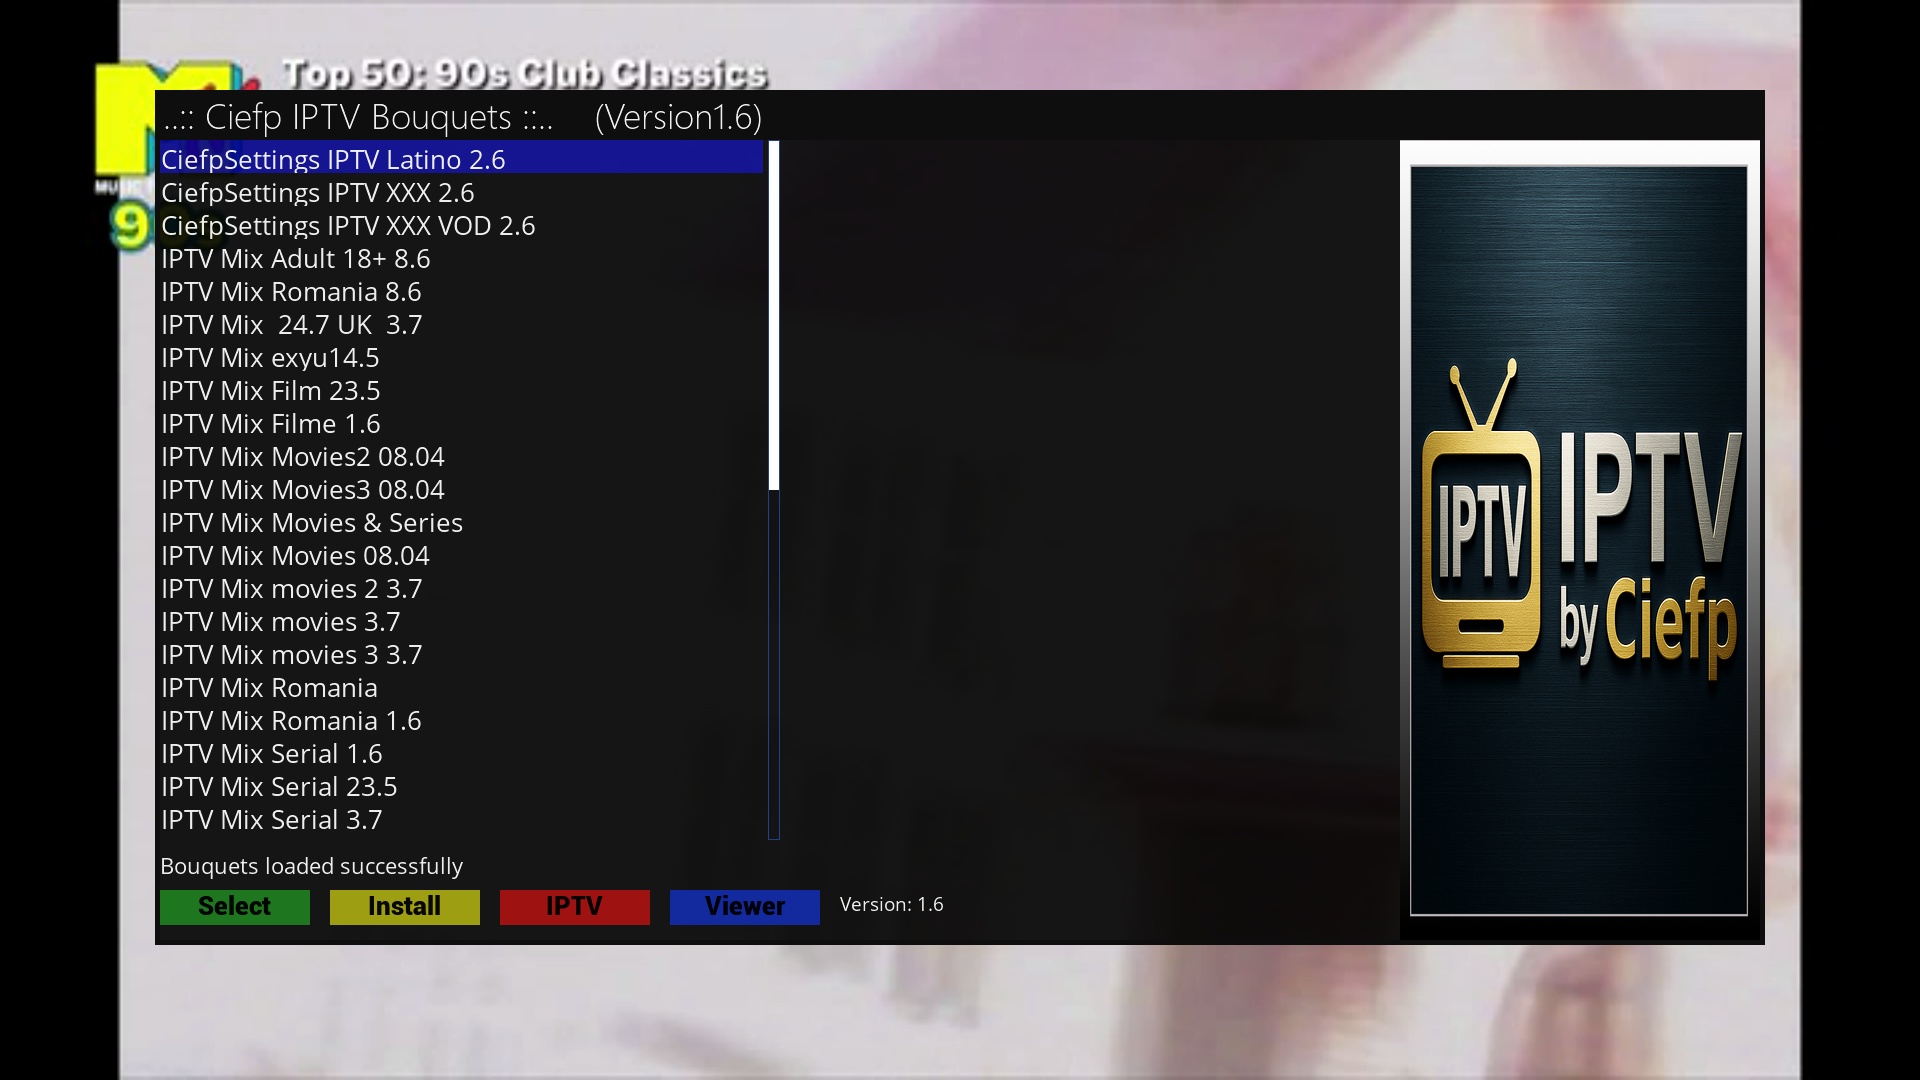 Top 50: 90s Club Classics
..:: Ciefp IPTV Bouquets ::.. (Version1.6)
CiefpSettings IPTV Latino 2.6
CiefpSettings IPTV XXX 2.6
CiefpSettings IPTV XXX VOD 2.6
IPTV Mix Adult 18+ 8.6
IPTV Mix Romania 8.6
IPTV Mix  24.7 UK  3.7
IPTV Mix exyu14.5
IPTV Mix Film 23.5
IPTV Mix Filme 1.6
IPTV Mix Movies2 08.04
IPTV Mix Movies3 08.04
IPTV Mix Movies & Series
IPTV Mix Movies 08.04
IPTV Mix movies 2 3.7
IPTV Mix movies 3.7
IPTV Mix movies 3 3.7
IPTV Mix Romania
IPTV Mix Romania 1.6
IPTV Mix Serial 1.6
IPTV Mix Serial 23.5
IPTV Mix Serial 3.7
Bouquets loaded successfully
Select Install IPTV Viewer Version: 1.6
IPTV
IPTV
by Ciefp